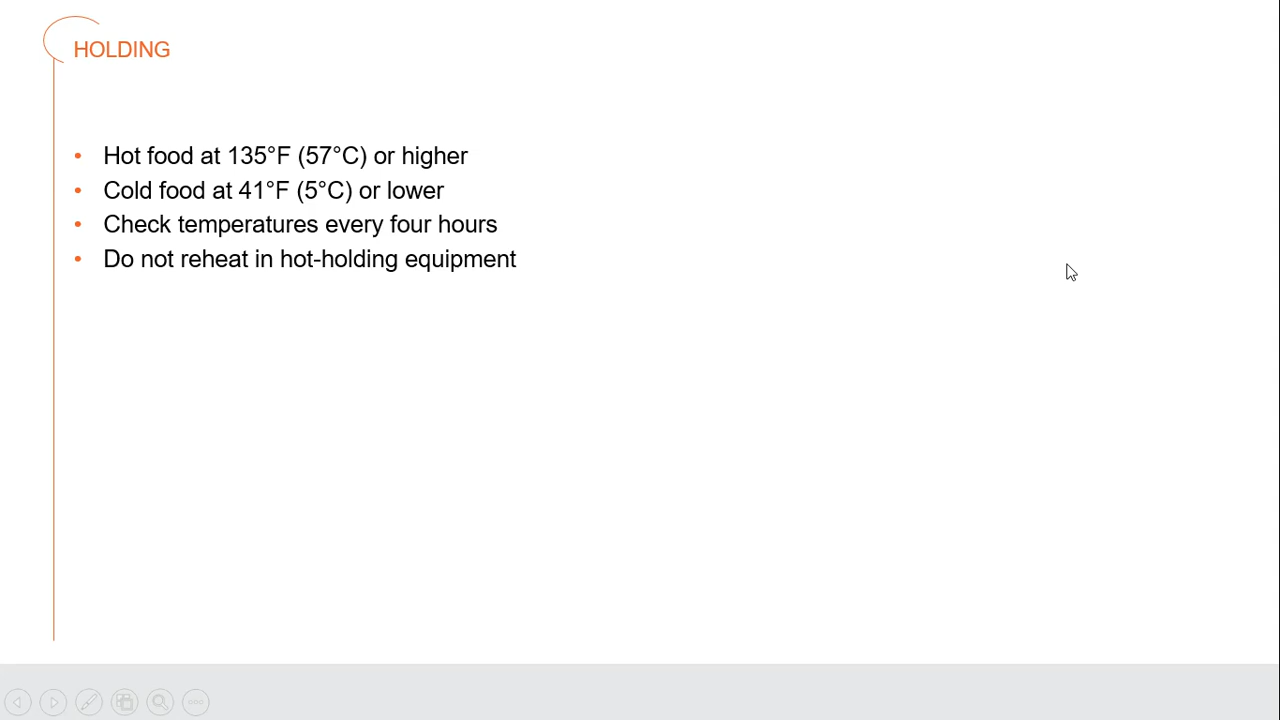 HOLDING
• Hot food at 135°F (57°C) or higher
• Cold food at 41°F (5°C) or lower
• Check temperatures every four hours
• Do not reheat in hot-holding equipment